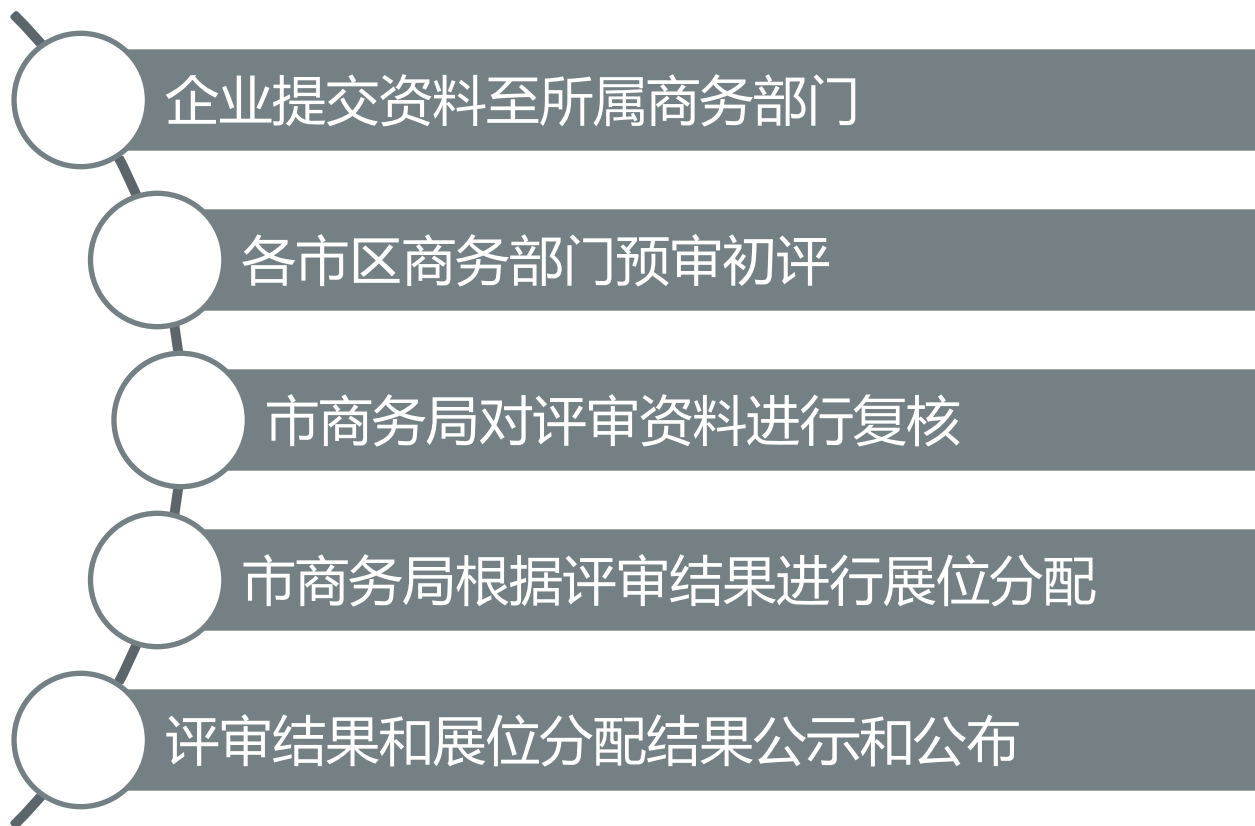 企业提交资料至所属商务部门
各市区商务部门预审初评
市商务局对评审资料进行复核
市商务局根据评审结果进行展位分配
评审结果和展位分配结果公示和公布